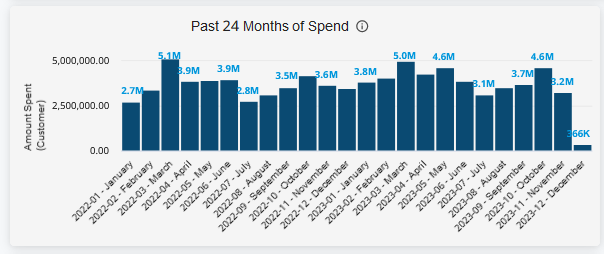 Past 24 Months of Spend
5.1M 3.9M 3.9M 5.0M 4.6M 4.6M
5,000,000.00
2.7M 2.8M 3.5M 3.6M 3.8M 3.1M 3.7M 3.2M
2,500,000.00
366K
0.00
Amount Spent
(Customer)
2022-01 - January
2022-02 - February
2022-03 - March
2022-04 - April
2022-05 - May
2022-06 - June
2022-07 - July
2022-08 - August
2022-09 - September
2022-10 - October
2022-11 - November
2022-12 - December
2023-01 - January
2023-02 - February
2023-03 - March
2023-04 - April
2023-05 - May
2023-06 - June
2023-07 - July
2023-08 - August
2023-09 - September
2023-10 - October
2023-11 - November
2023-12 - December